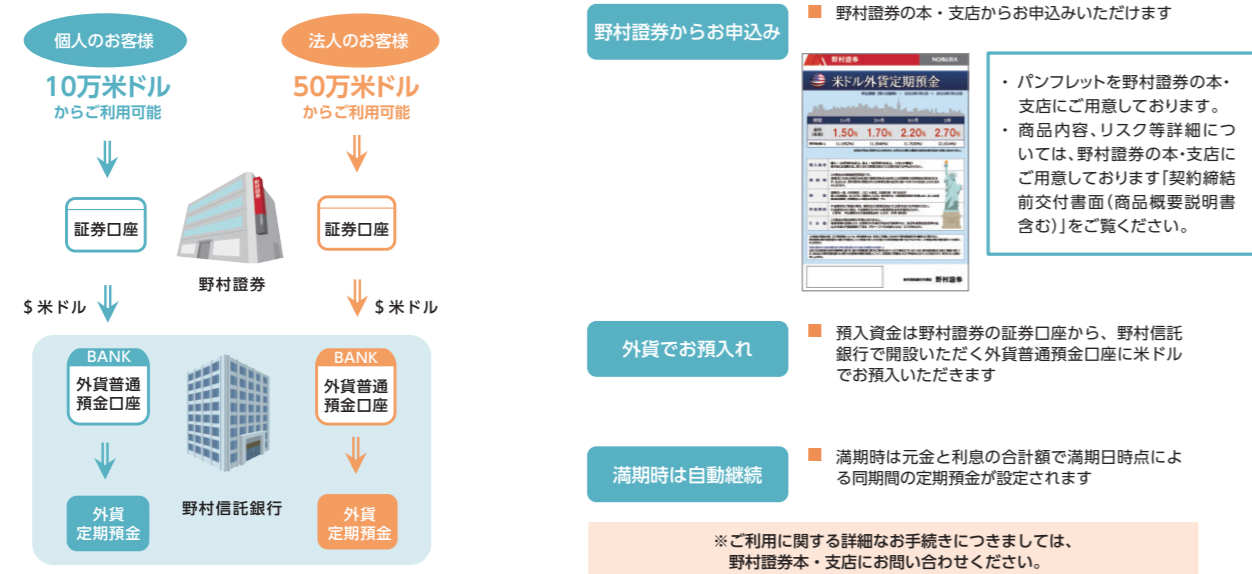 個人のお客様
10万米ドル
からご利用可能
法人のお客様
50万米ドル
からご利用可能
証券口座
野村證券
証券口座
野村證券
$ 米ドル
$ 米ドル
BANK
外貨普通
預金口座
BANK
外貨普通
預金口座
外貨
定期預金
野村信託銀行
外貨
定期預金
野村證券からお申込み
■ 野村證券の本・支店からお申込みいただけます
野村證券
NOMURA
米ドル外貨定期預金
1.50% 1.70% 2.20% 2.70%
野村證券
・ パンフレットを野村證券の本・
支店にご用意しております。
・ 商品内容、リスク等詳細につ
いては、野村證券の本・支店に
ご用意しております「契約締結
前交付書面(商品概要説明書
含む)」をご覧ください。
外貨でお預入れ
■ 預入資金は野村證券の証券口座から、野村信託
銀行で開設いただく外貨普通預金口座に米ドル
でお預入いただきます
満期時は自動継続
■ 満期時は元金と利息の合計額で満期日時点によ
る同期間の定期預金が設定されます
※ご利用に関する詳細なお手続きにつきましては、
野村證券本・支店にお問い合わせください。